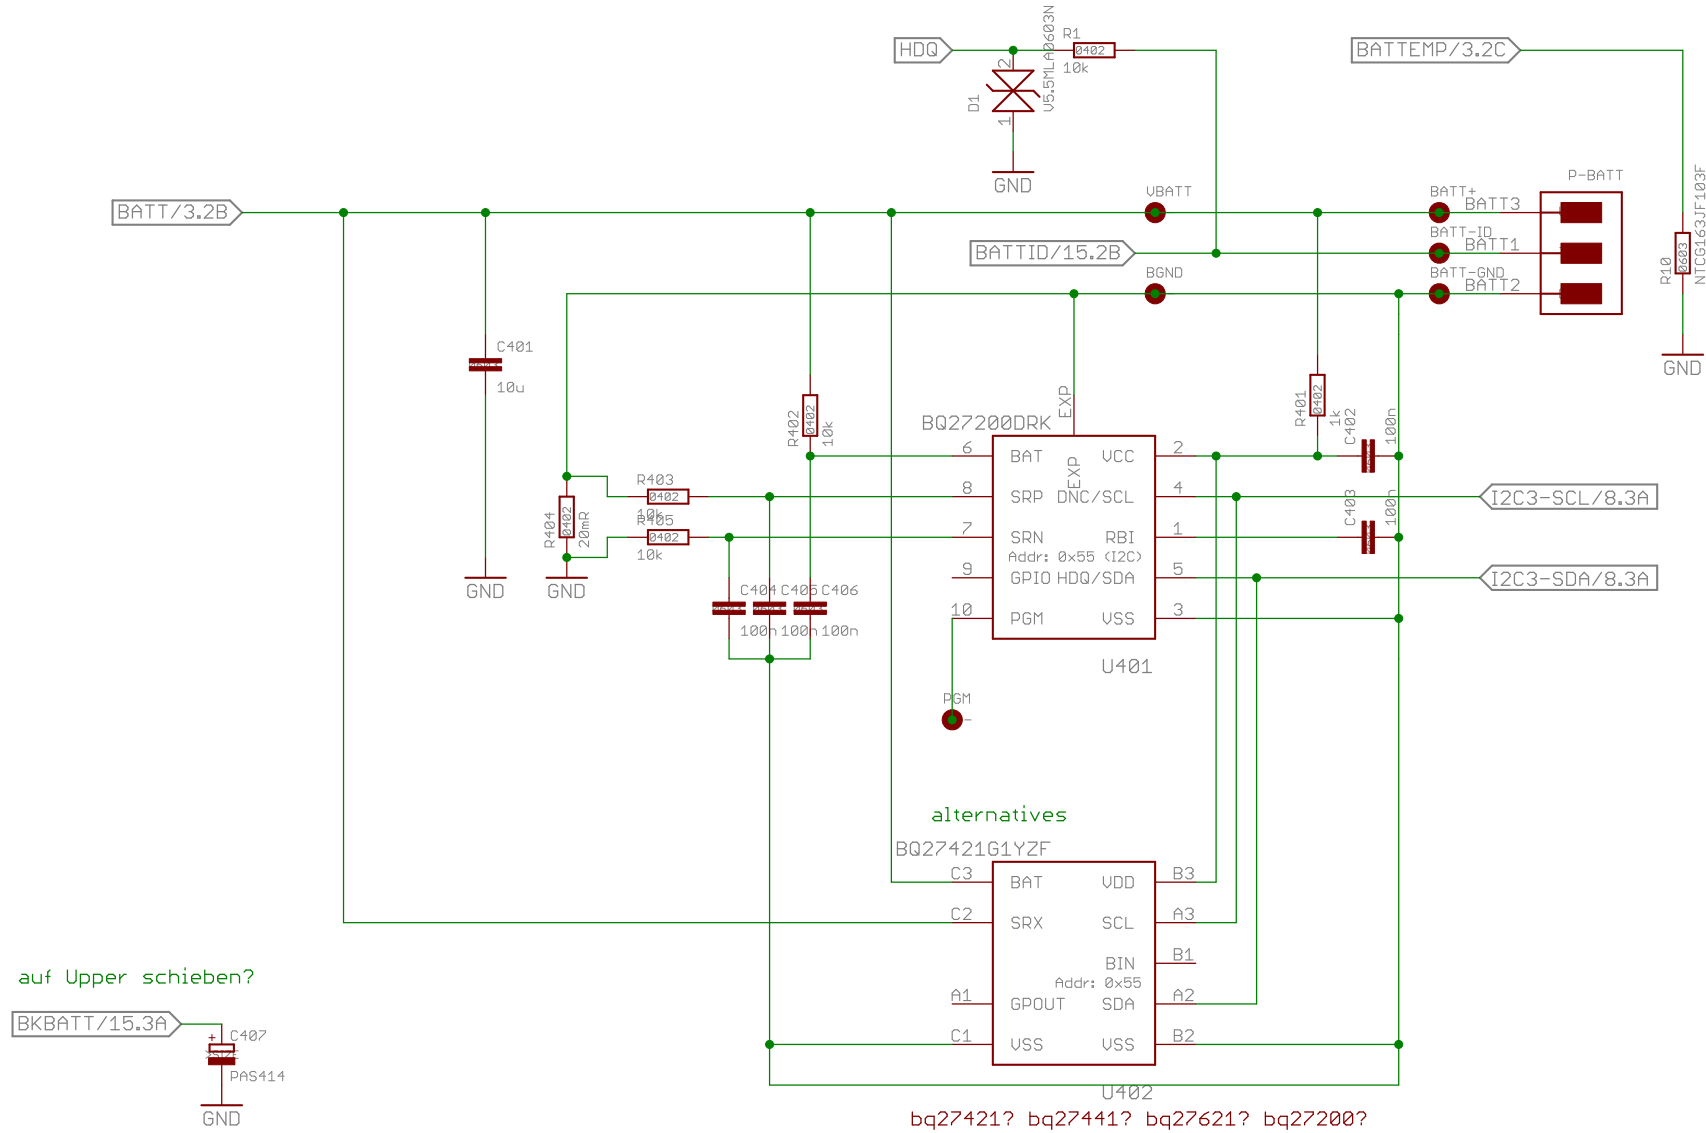 HDQ
2
1
D1
V5.5MLA0603N
R1
0402
10k
GND
BATTEMP/3.2C
P-BATT
BATT/3.2B
VBATT
BATT+
BATT3
BATTID/15.2B
BATT-ID
BATT1
BGND
BATT-GND
BATT2
R10
0603
NTCG163JF103F
GND
C401
10u
GND
R402
0402
10k
R401
0402
1k
C402
100n
C403
100n
R403
0402
10k
R404
0402
20mR
R405
0402
10k
GND
C404
100n
C405
100n
C406
100n
BQ27200DRK
EXP
EXP
6 BAT VCC 2
8 SRP DNC/SCL 4
7 SRN RBI 1
Addr: 0x55 (I2C)
9 GPIO HDQ/SDA 5
10 PGM VSS 3
U401
I2C3-SCL/8.3A
I2C3-SDA/8.3A
PGM
alternatives
BQ27421G1YZF
C3 BAT VDD B3
C2 SRX SCL A3
BIN B1
Addr: 0x55
A1 GPOUT SDA A2
C1 VSS VSS B2
U402
bq27421? bq27441? bq27621? bq27200?
auf Upper schieben?
BKBATT/15.3A
+
C407
PAS414
GND